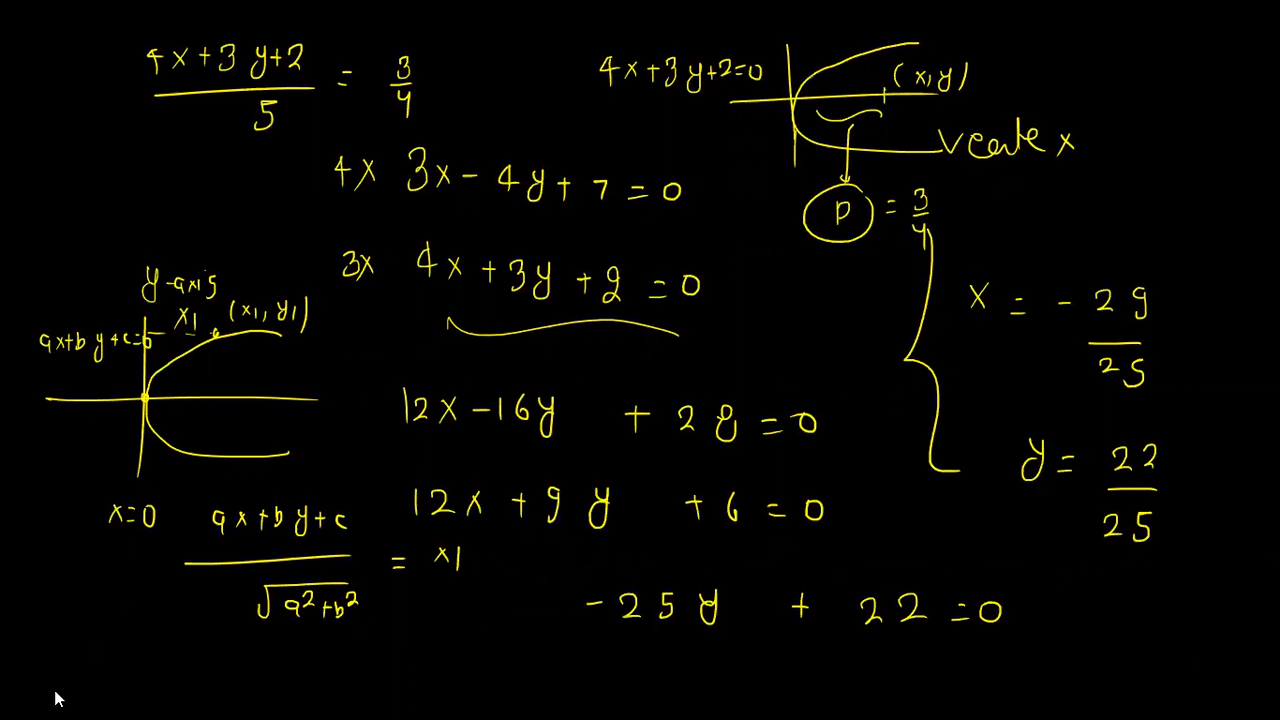 4x+3y+2
5
= 3/4
4x+3y+2=0
(x,y)
vertex
4x 3x - 4y + 7 = 0
P = 3/4
3x 4x + 3y + 2 = 0
y-axis
x1 (x1, y1)
ax+by+c=0
x = - 29
25
12x - 16y + 28 = 0
y = 22
25
12x + 9y + 6 = 0
x=0
ax+by+c
√a²+b²
= x1
- 25y + 22 = 0